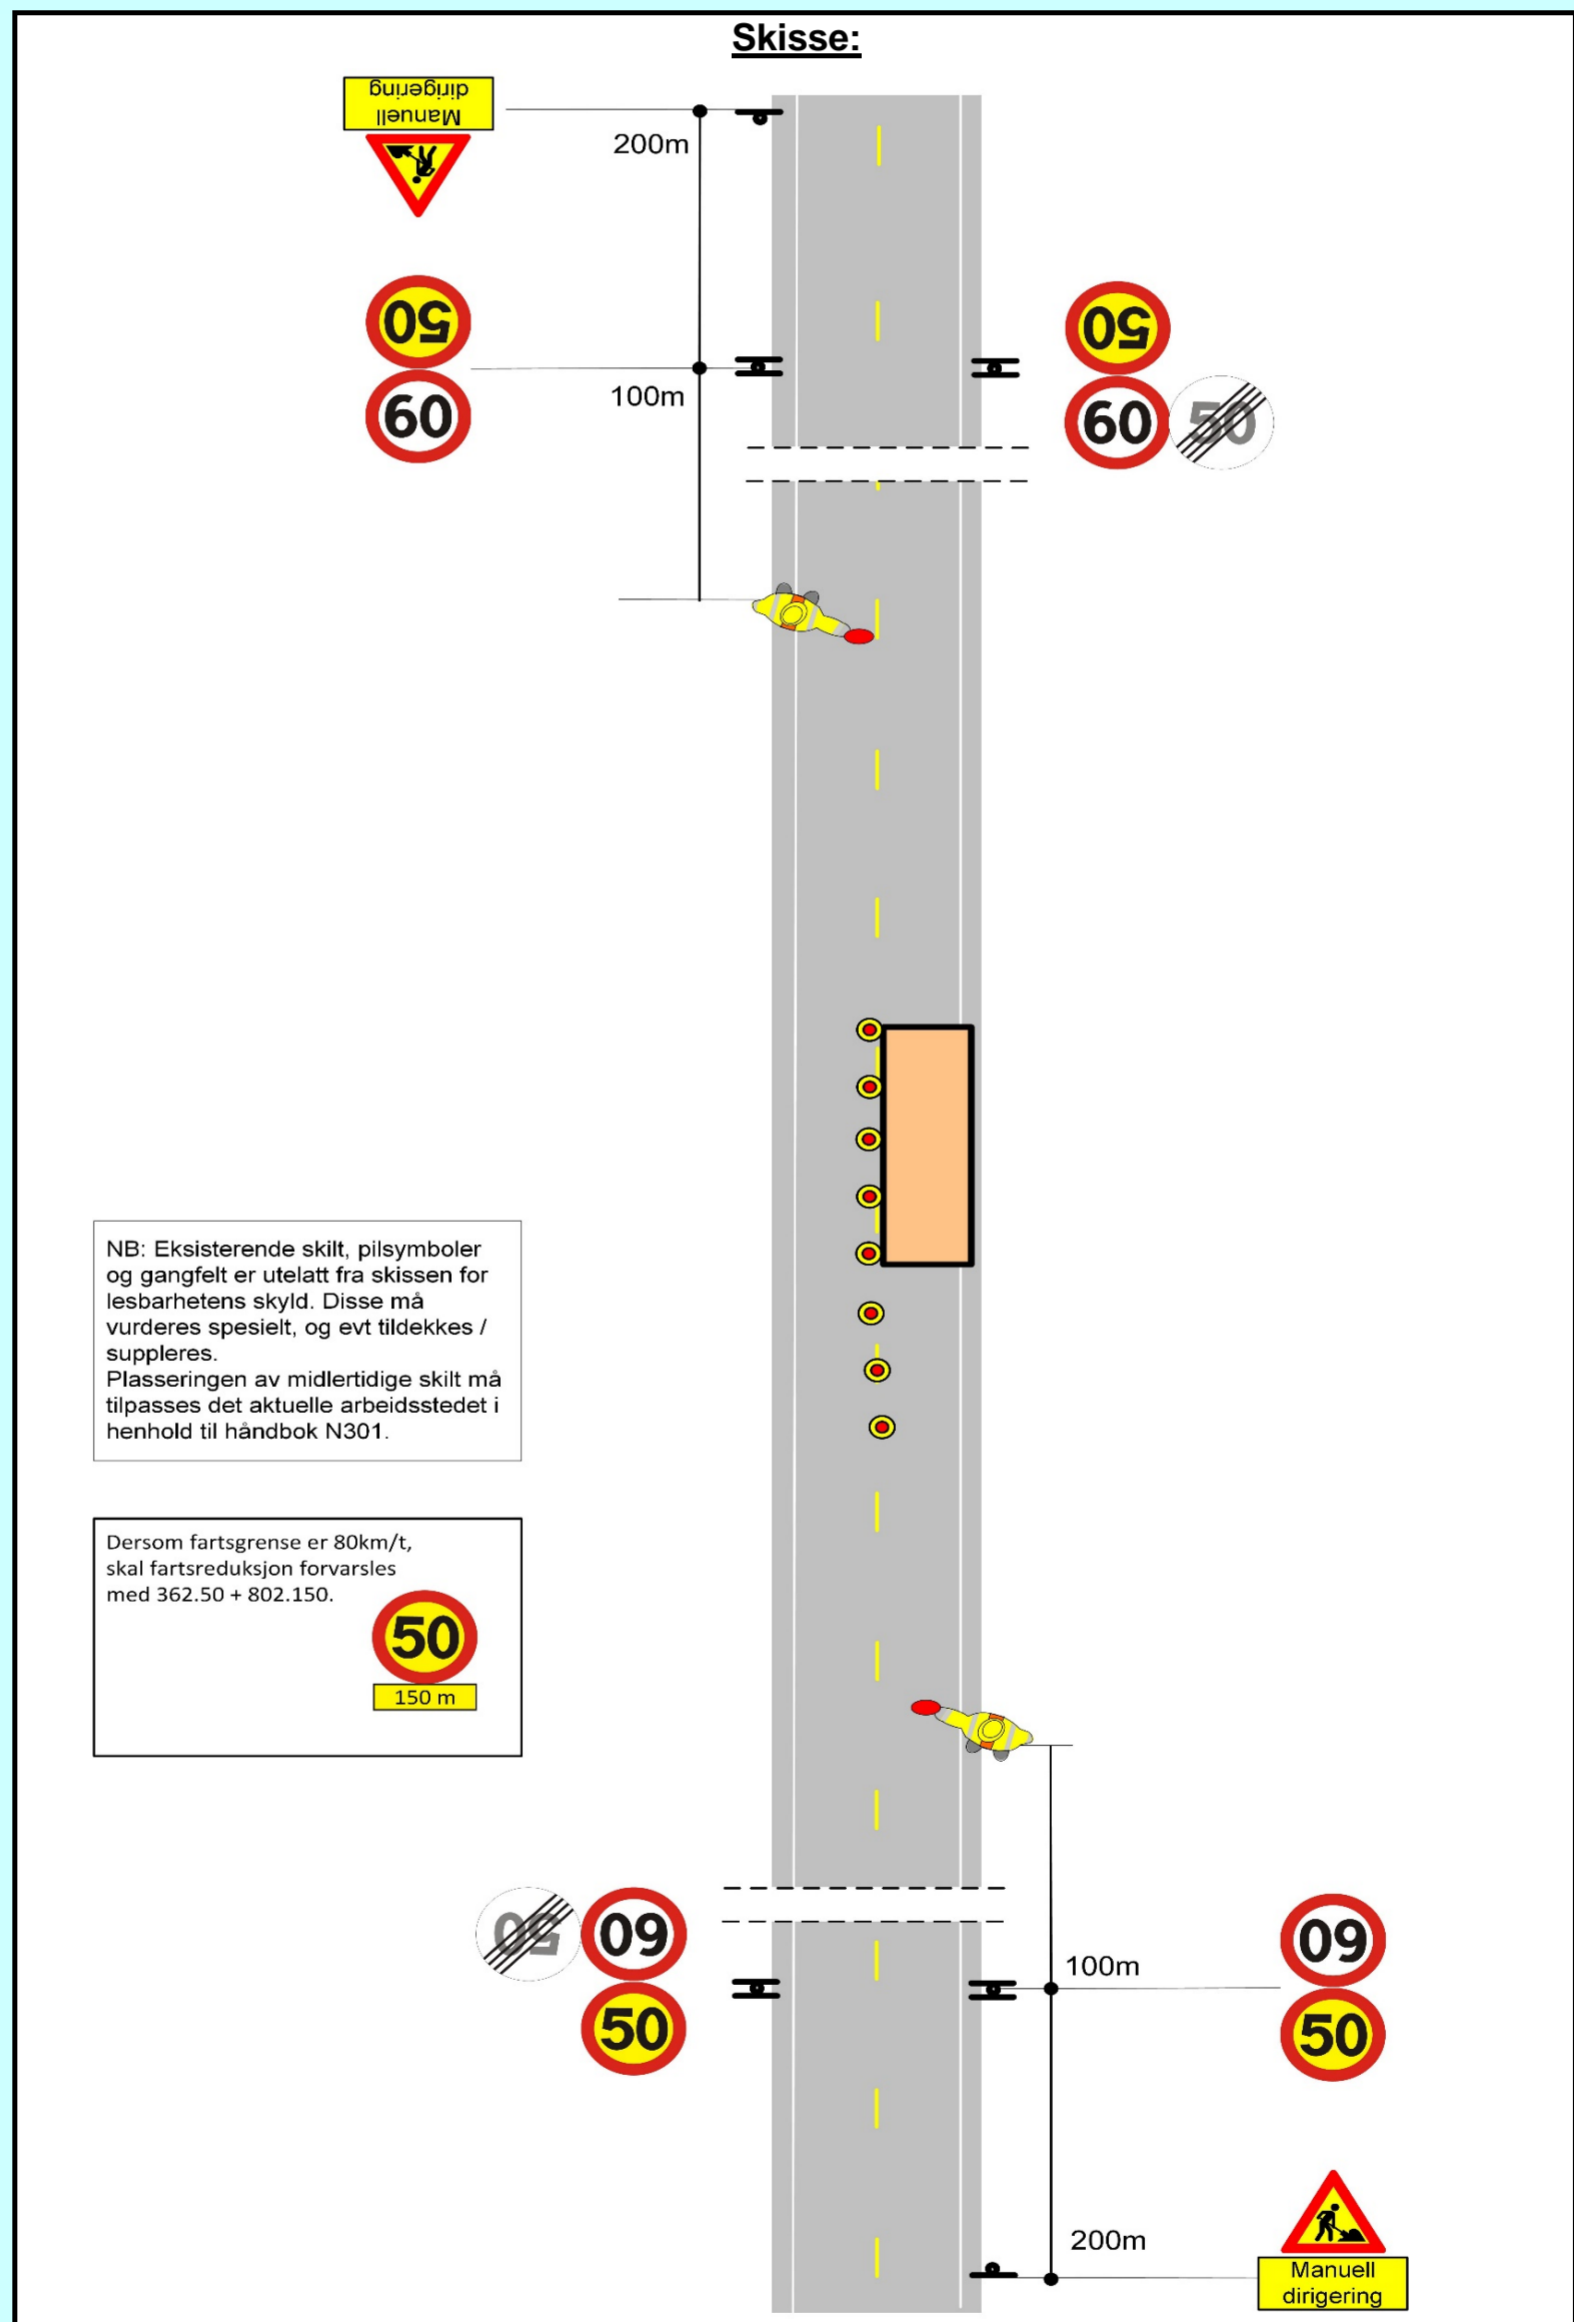 Skisse:
Manuell
dirigering
200m
50
50
100m
60
60
50
NB: Eksisterende skilt, pilsymboler
og gangfelt er utelatt fra skissen for
lesbarhetens skyld. Disse må
vurderes spesielt, og evt tildekkes /
suppleres.
Plasseringen av midlertidige skilt må
tilpasses det aktuelle arbeidsstedet i
henhold til håndbok N301.
Dersom fartsgrense er 80km/t,
skal fartsreduksjon forvarsles
med 362.50 + 802.150.
50
150 m
50
60
60
100m
50
50
200m
Manuell
dirigering